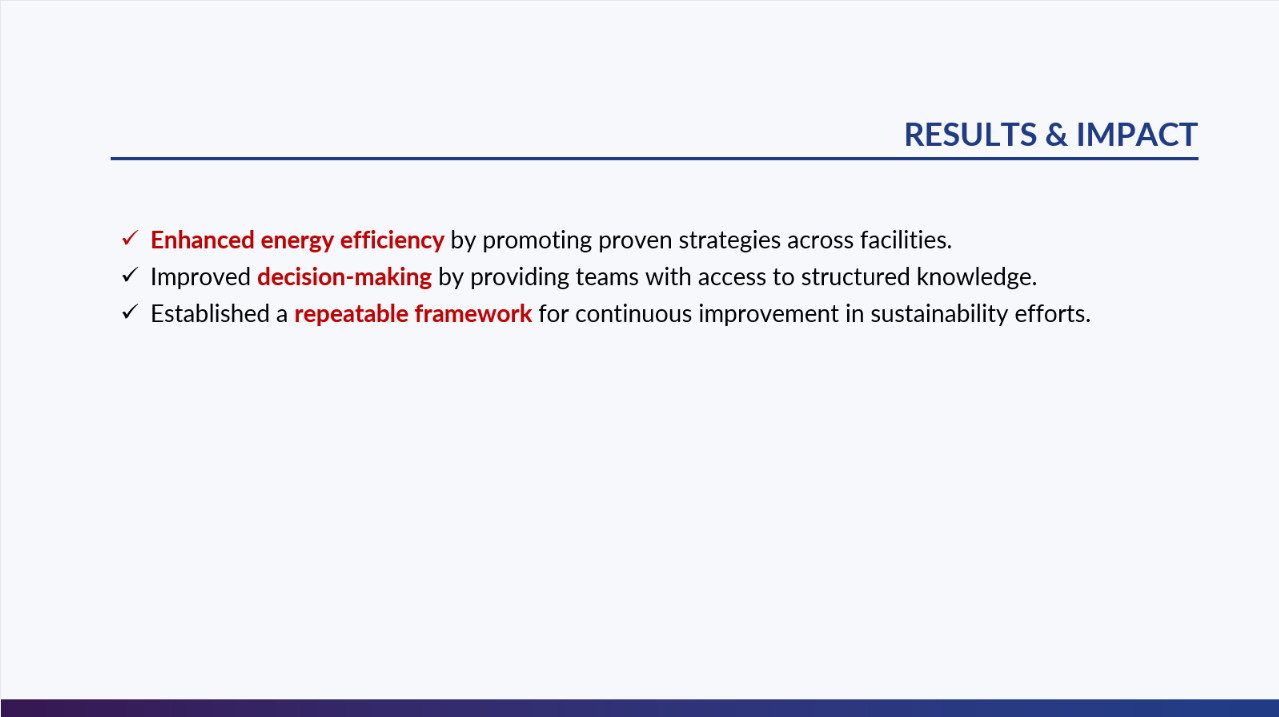 RESULTS & IMPACT
✓ Enhanced energy efficiency by promoting proven strategies across facilities.
✓ Improved decision-making by providing teams with access to structured knowledge.
✓ Established a repeatable framework for continuous improvement in sustainability efforts.